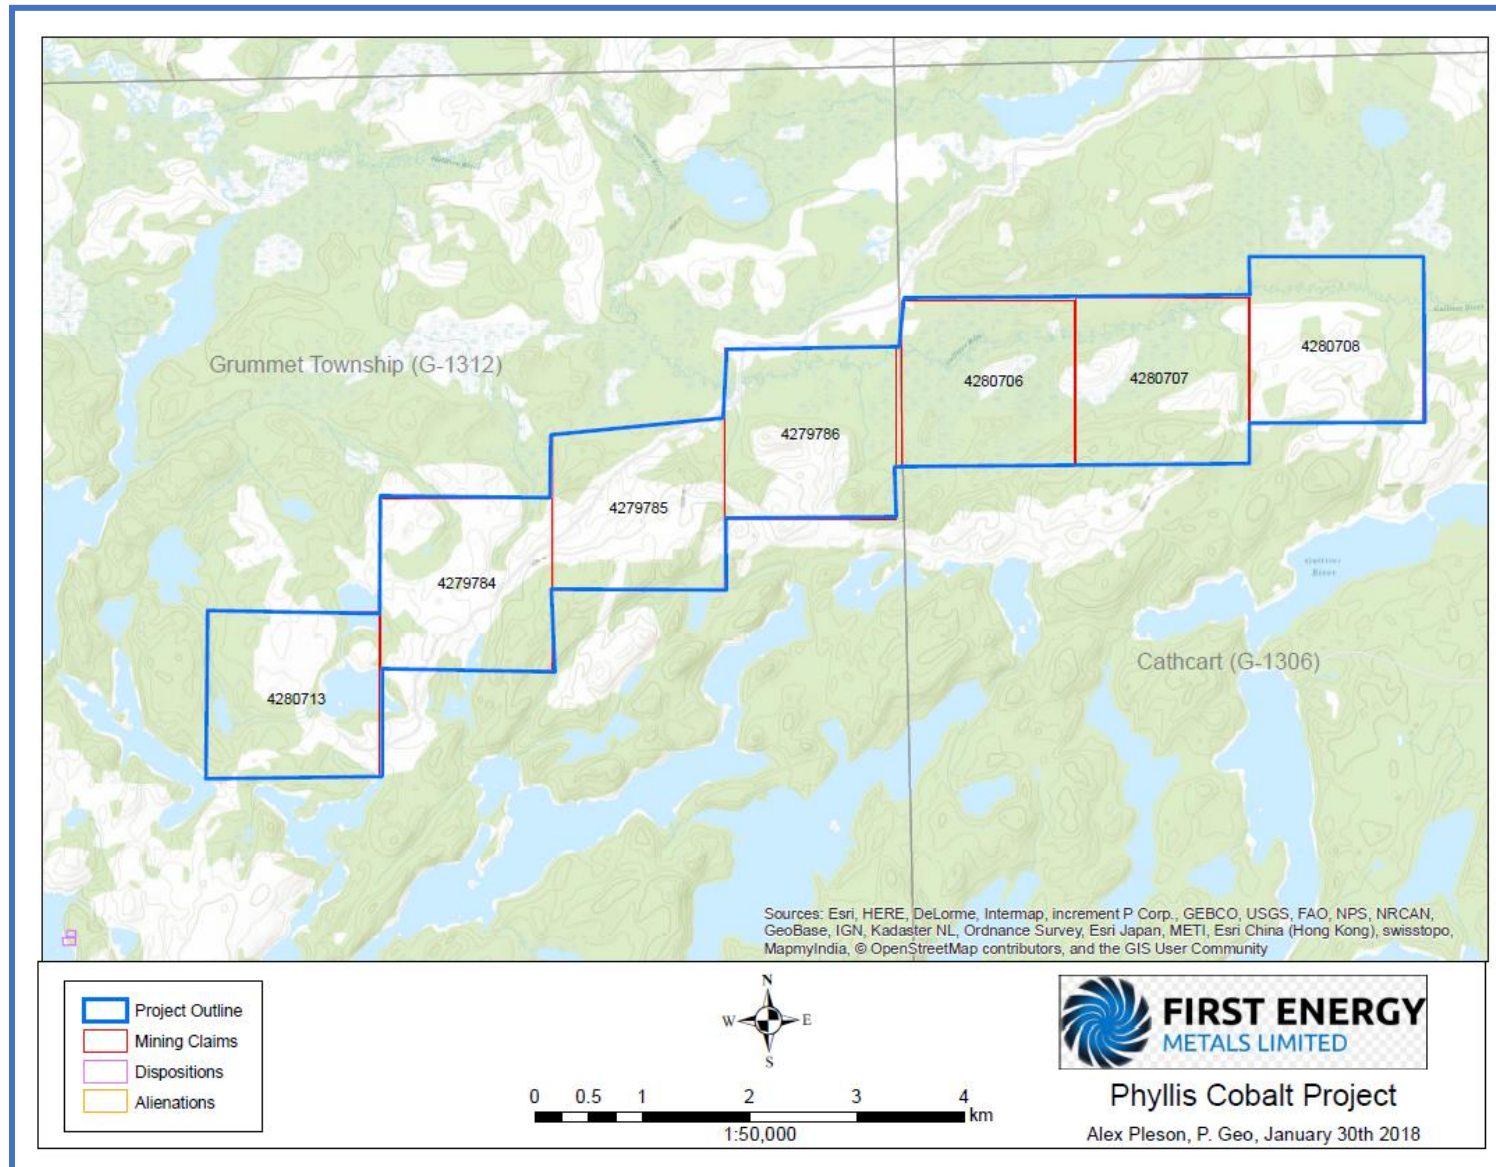 Grummet Township (G-1312)
4280708
4280706
4280707
4279786
4279785
4279784
4280713
Gullrise River
Cathcart (G-1306)
Sources: Esri, HERE, DeLorme, Intermap, increment P Corp., GEBCO, USGS, FAO, NPS, NRCAN,
GeoBase, IGN, Kadaster NL, Ordnance Survey, Esri Japan, METI, Esri China (Hong Kong), swisstopo,
MapmyIndia, © OpenStreetMap contributors, and the GIS User Community
Project Outline
Mining Claims
Dispositions
Alienations
N
W E
S
0 0.5 1 2 3 4
km
1:50,000
FIRST ENERGY
METALS LIMITED
Phyllis Cobalt Project
Alex Pleson, P. Geo, January 30th 2018